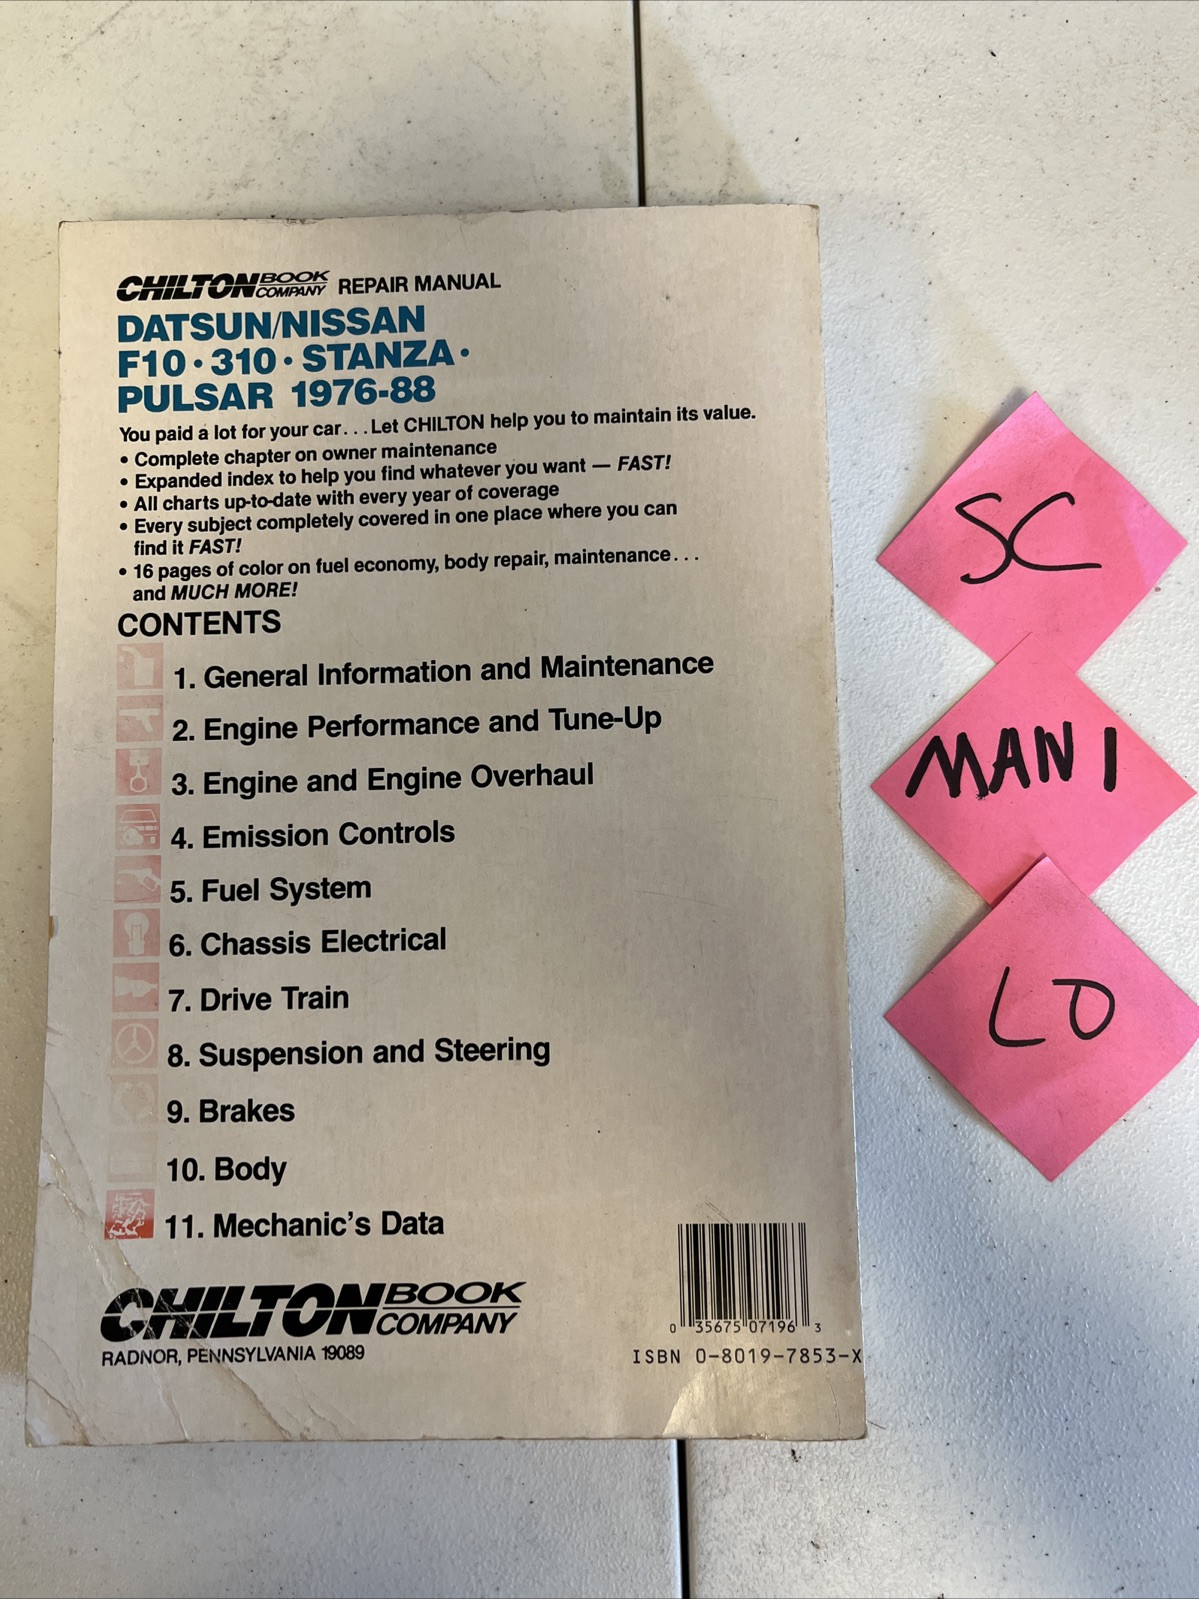 CHILTON BOOK COMPANY REPAIR MANUAL
DATSUN/NISSAN
F10 • 310 • STANZA •
PULSAR 1976-88
You paid a lot for your car...Let CHILTON help you to maintain its value.
• Complete chapter on owner maintenance
• Expanded index to help you find whatever you want — FAST!
• All charts up-to-date with every year of coverage
• Every subject completely covered in one place where you can
find it FAST!
• 16 pages of color on fuel economy, body repair, maintenance...
and MUCH MORE!
CONTENTS
1. General Information and Maintenance
2. Engine Performance and Tune-Up
3. Engine and Engine Overhaul
4. Emission Controls
5. Fuel System
6. Chassis Electrical
7. Drive Train
8. Suspension and Steering
9. Brakes
10. Body
11. Mechanic's Data
CHILTON BOOK COMPANY
RADNOR, PENNSYLVANIA 19089
0 35675 07196 3
ISBN 0-8019-7853-X
SC
MAN 1
LO